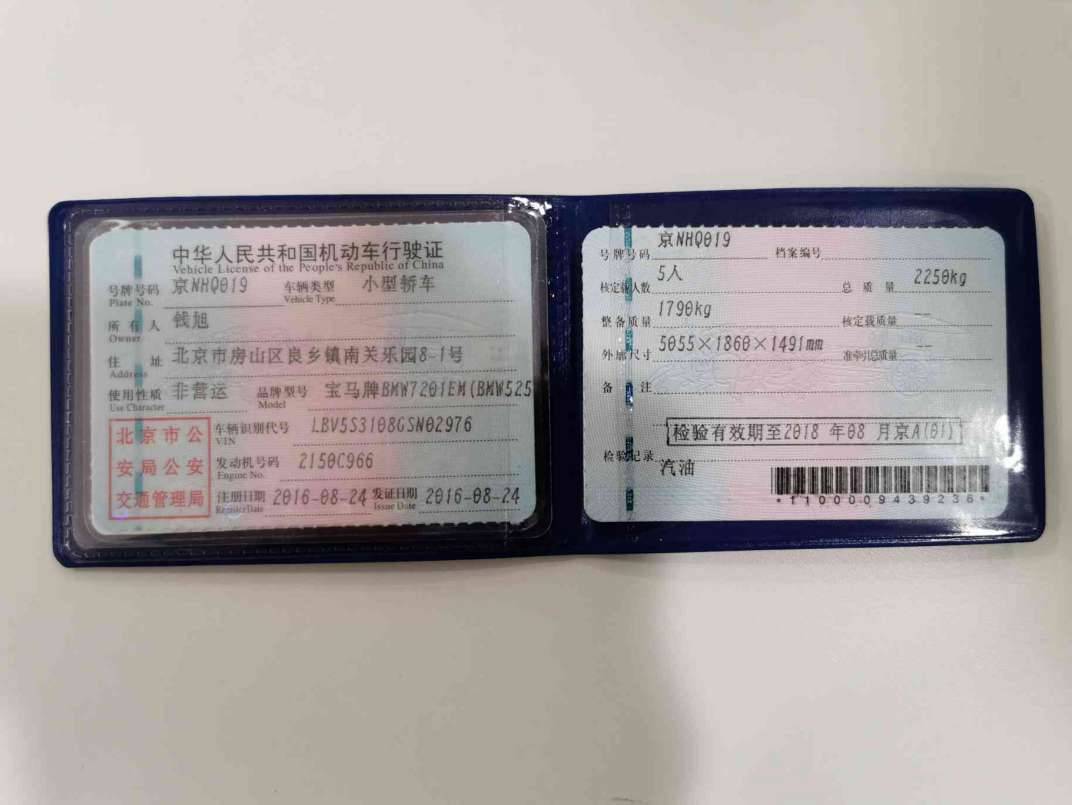 中华人民共和国机动车行驶证
Vehicle License of the People's Republic of China
号牌号码 京NHQ019 车辆类型 小型轿车
Plate No. Vehicle Type
所有人 钱旭
Owner
住址 北京市房山区良乡镇南关乐园8-1号
Address
使用性质 非营运 品牌型号 宝马牌BMW7201EM(BMW525
Use Character Model
北京市公
安局公安
交通管理局
车辆识别代号 LBV5S3108GSN02976
VIN
发动机号码 2150C966
Engine No.
注册日期 2016-08-24 发证日期 2016-08-24
Register Date Issue Date
号牌号码 京NHQ019 档案编号
核定载人数 5人 总质量 2250kg
整备质量 1790kg 核定载质量 --
外廓尺寸 5055×1860×1491mm 准牵引总质量 --
备注
检验有效期至2018 年08 月京A(01)
检验记录
汽油
*1100009439236*